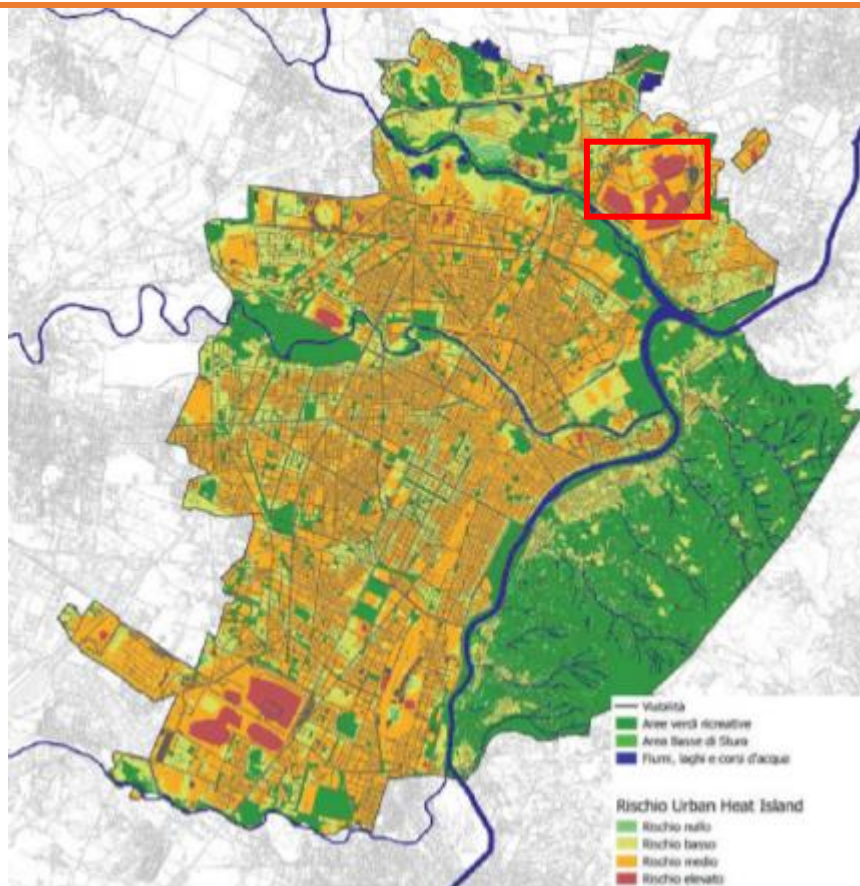 Viabilità
Aree verdi ricreative
Area Basse di Stura
Fiumi, laghi e corsi d'acqua
Rischio Urban Heat Island
Rischio nullo
Rischio basso
Rischio medio
Rischio elevato